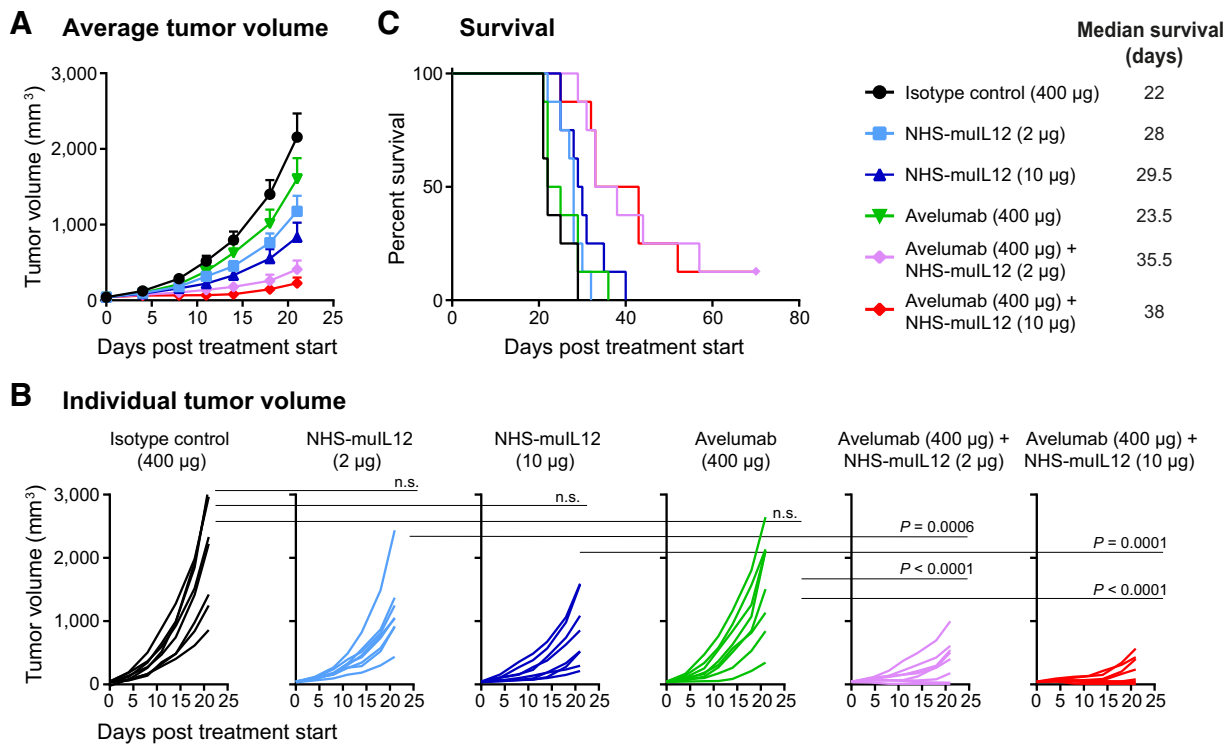 A Average tumor volume
3,000
2,000
1,000
0
Tumor volume (mm³)
0 5 10 15 20 25
Days post treatment start
C Survival
100
50
0
Percent survival
0 20 40 60 80
Days post treatment start
Median survival
(days)
Isotype control (400 µg) 22
NHS-muIL12 (2 µg) 28
NHS-muIL12 (10 µg) 29.5
Avelumab (400 µg) 23.5
Avelumab (400 µg) +
NHS-muIL12 (2 µg) 35.5
Avelumab (400 µg) +
NHS-muIL12 (10 µg) 38
B Individual tumor volume
Isotype control
(400 µg)
NHS-muIL12
(2 µg)
NHS-muIL12
(10 µg)
Avelumab
(400 µg)
Avelumab (400 µg) +
NHS-muIL12 (2 µg)
Avelumab (400 µg) +
NHS-muIL12 (10 µg)
n.s.
n.s.
n.s.
P = 0.0006
P = 0.0001
P < 0.0001
P < 0.0001
3,000
2,000
1,000
0
Tumor volume (mm³)
0 5 10 15 20 25
0 5 10 15 20 25
0 5 10 15 20 25
0 5 10 15 20 25
0 5 10 15 20 25
0 5 10 15 20 25
Days post treatment start